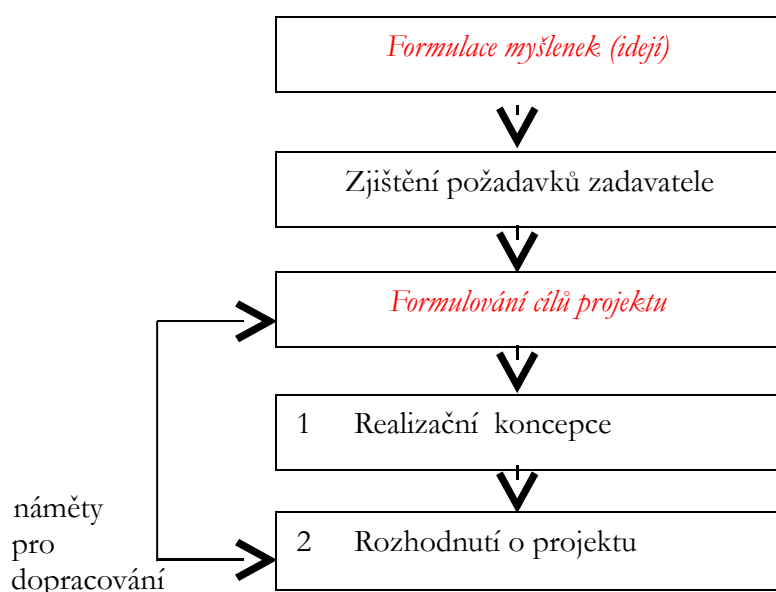 Formulace myšlenek (idejí)
Zjištění požadavků zadavatele
Formulování cílů projektu
1 Realizační koncepce
2 Rozhodnutí o projektu
náměty
pro
dopracování